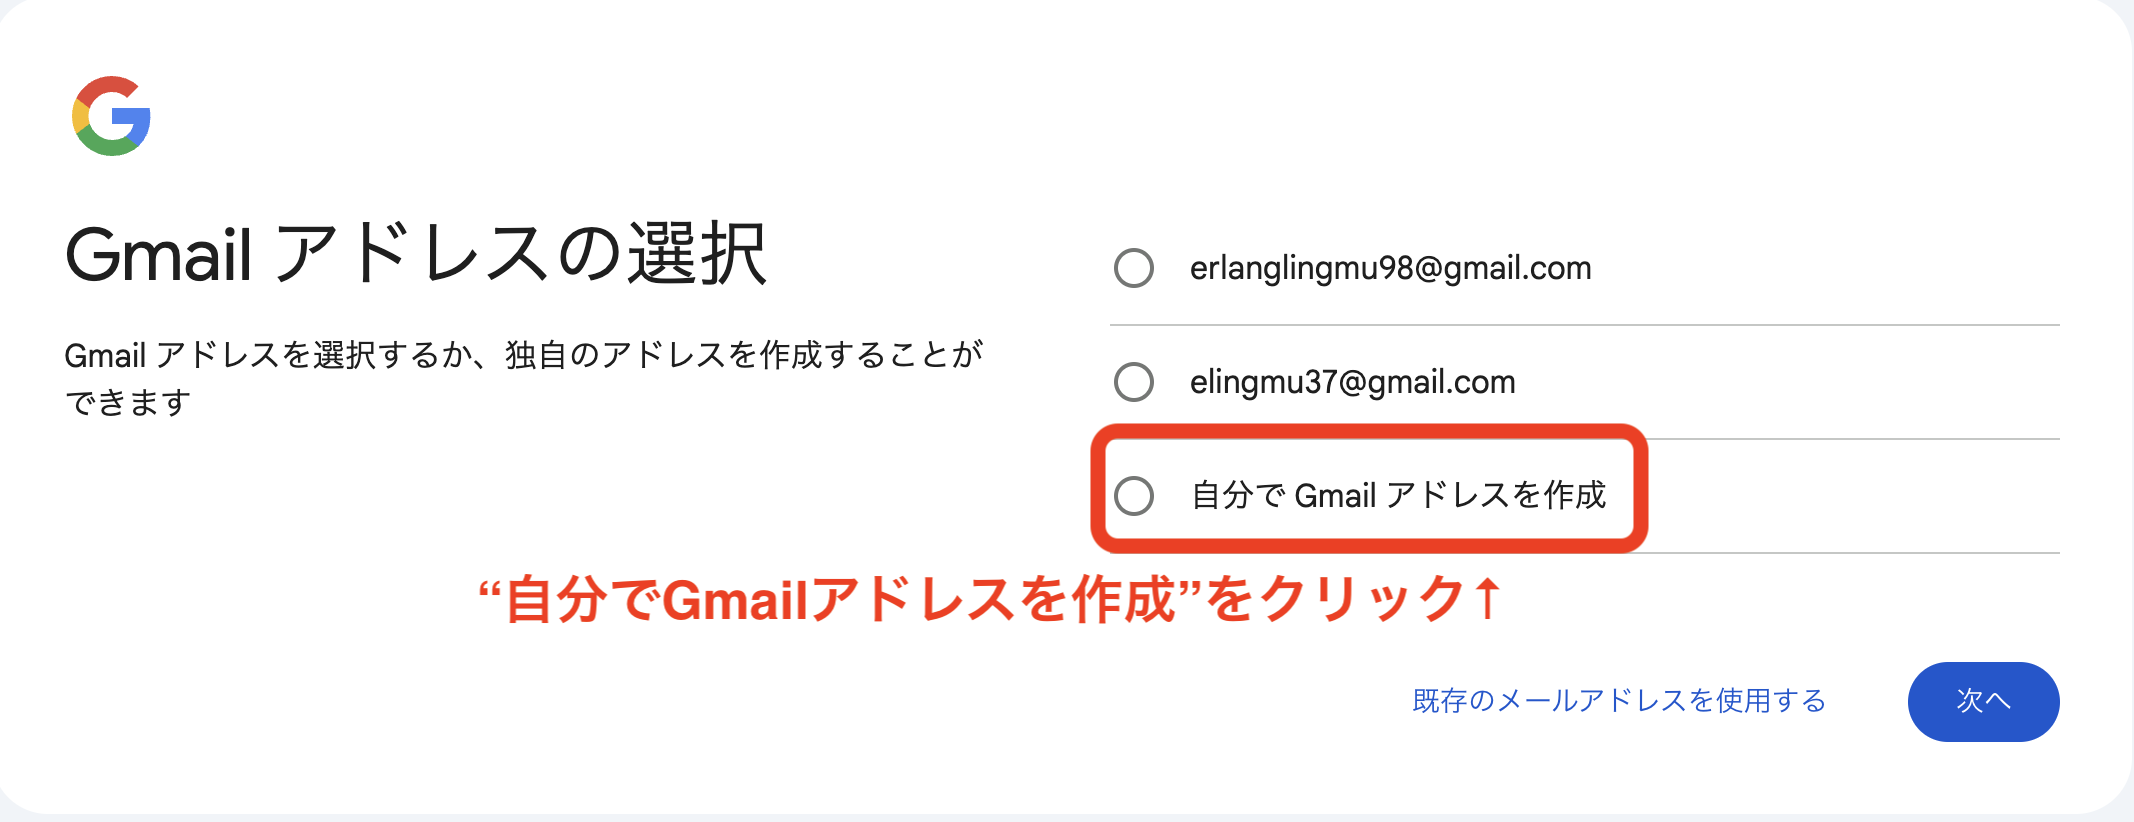 Gmail アドレスの選択
Gmail アドレスを選択するか、独自のアドレスを作成することが
できます
erlanglingmu98@gmail.com
elingmu37@gmail.com
自分で Gmail アドレスを作成
“自分でGmailアドレスを作成”をクリック↑
既存のメールアドレスを使用する
次へ